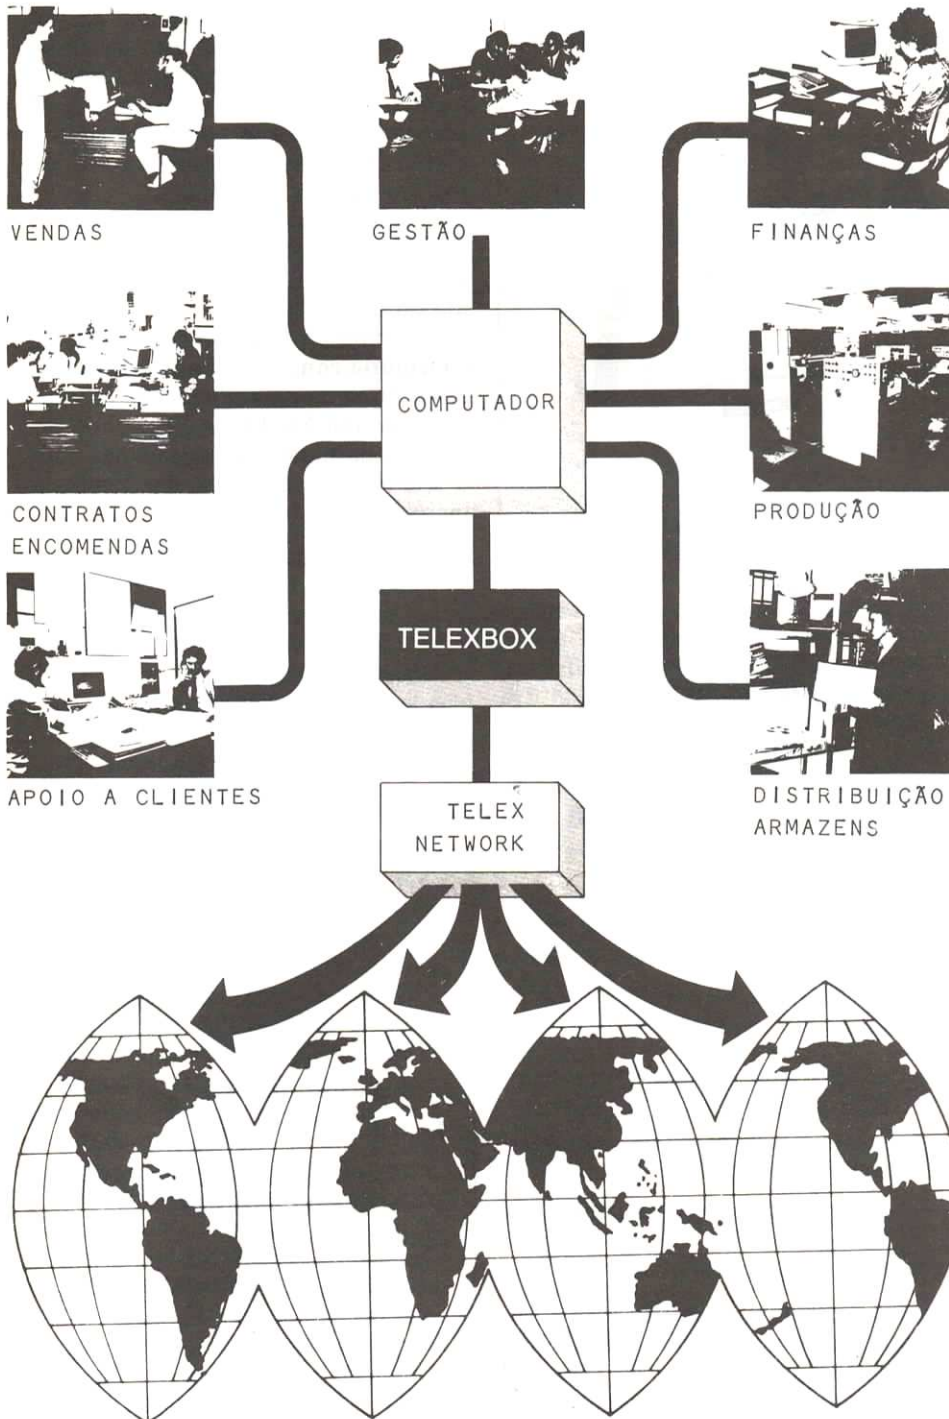 VENDAS
GESTÃO
FINANÇAS
COMPUTADOR
CONTRATOS
ENCOMENDAS
PRODUÇÃO
TELEXBOX
APOIO A CLIENTES
TELEX
NETWORK
DISTRIBUIÇÃO
ARMAZENS